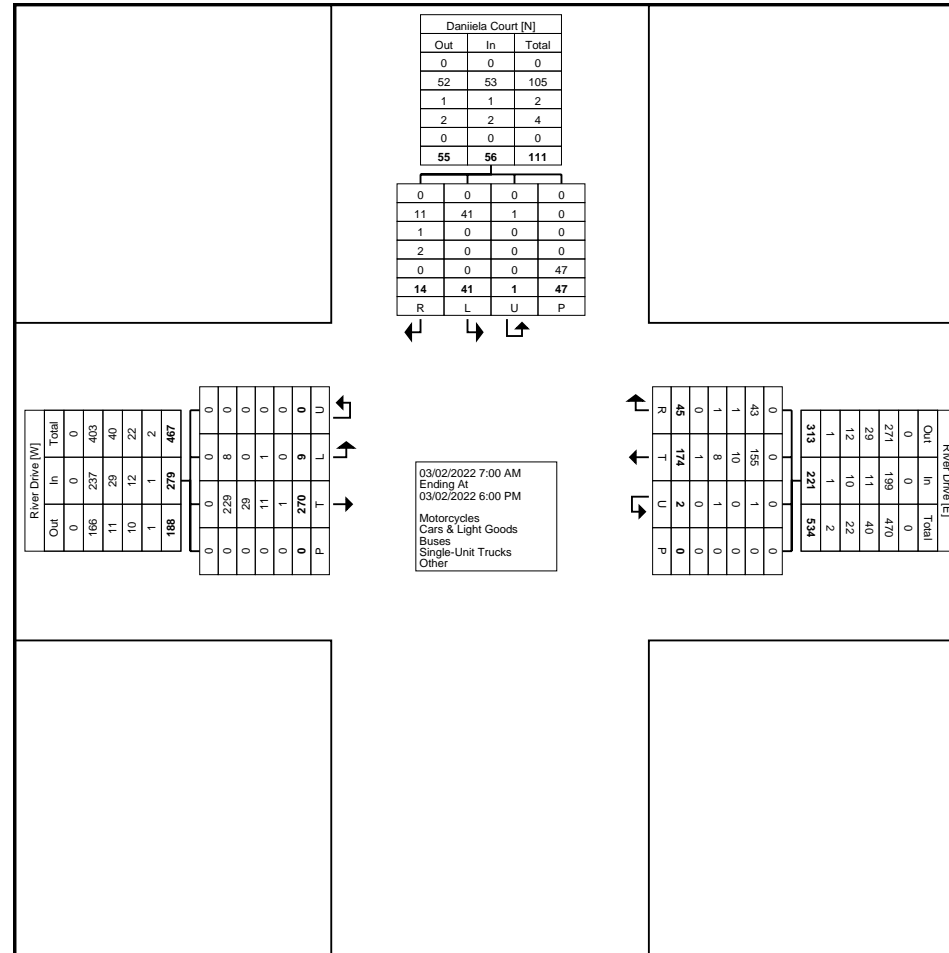 Daniiela Court [N]
Out In Total
0 0 0
52 53 105
1 1 2
2 2 4
0 0 0
55 56 111
0 0 0 0
11 41 1 0
1 0 0 0
2 0 0 0
0 0 0 47
14 41 1 47
R L U P
River Drive [W]
Out In Total
0 0 0
166 237 403
11 29 40
10 12 22
1 1 2
188 279 467
0 0 0 0
0 229 8 0
0 29 0 0
0 11 1 0
0 1 0 0
0 270 9 0
P T L U
03/02/2022 7:00 AM
Ending At
03/02/2022 6:00 PM
Motorcycles
Cars & Light Goods
Buses
Single-Unit Trucks
Other
River Drive [E]
Out In Total
0 0 0
271 199 470
29 11 40
12 10 22
1 1 2
313 221 534
0 0 0 0
43 155 1 0
1 10 0 0
1 8 1 0
0 1 0 0
45 174 2 0
R T U P